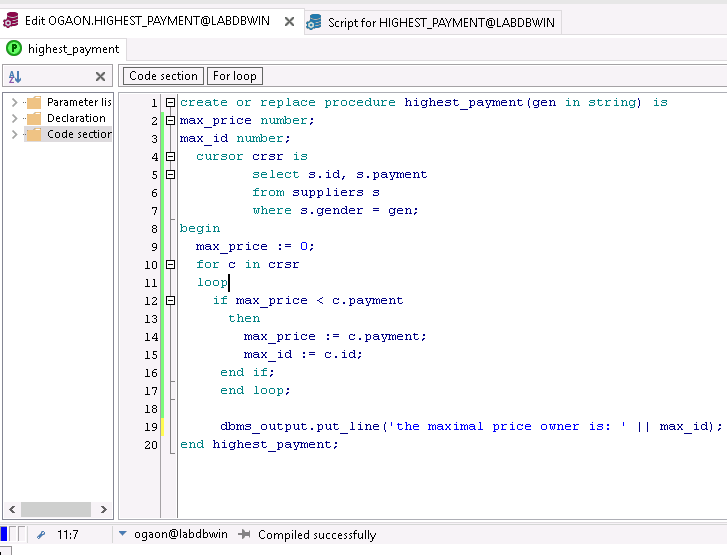 Edit OGAON.HIGHEST_PAYMENT@LABDBWIN Script for HIGHEST_PAYMENT@LABDBWIN
P highest_payment
Code section For loop
Parameter lis
Declaration
Code section
1 create or replace procedure highest_payment(gen in string) is
2 max_price number;
3 max_id number;
4 cursor crsr is
5 select s.id, s.payment
6 from suppliers s
7 where s.gender = gen;
8 begin
9 max_price := 0;
10 for c in crsr
11 loop
12 if max_price < c.payment
13 then
14 max_price := c.payment;
15 max_id := c.id;
16 end if;
17 end loop;
18
19 dbms_output.put_line('the maximal price owner is: ' || max_id);
20 end highest_payment;
11:7 ogaon@labdbwin Compiled successfully